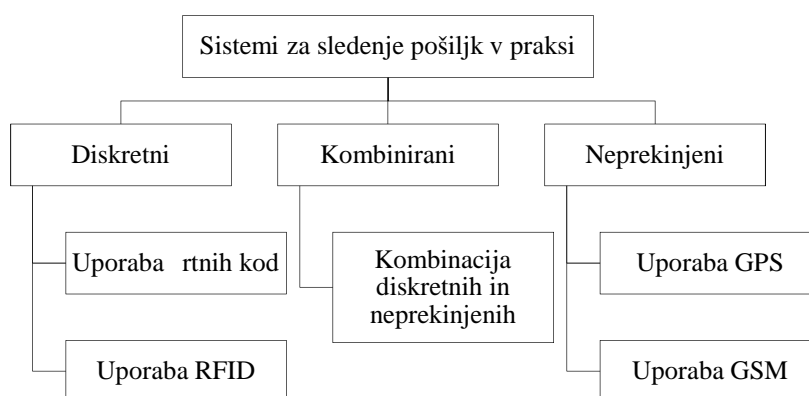 Sistemi za sledenje pošiljk v praksi
Diskretni
Kombinirani
Neprekinjeni
Uporaba rtnih kod
Kombinacija
diskretnih in
neprekinjenih
Uporaba GPS
Uporaba RFID
Uporaba GSM